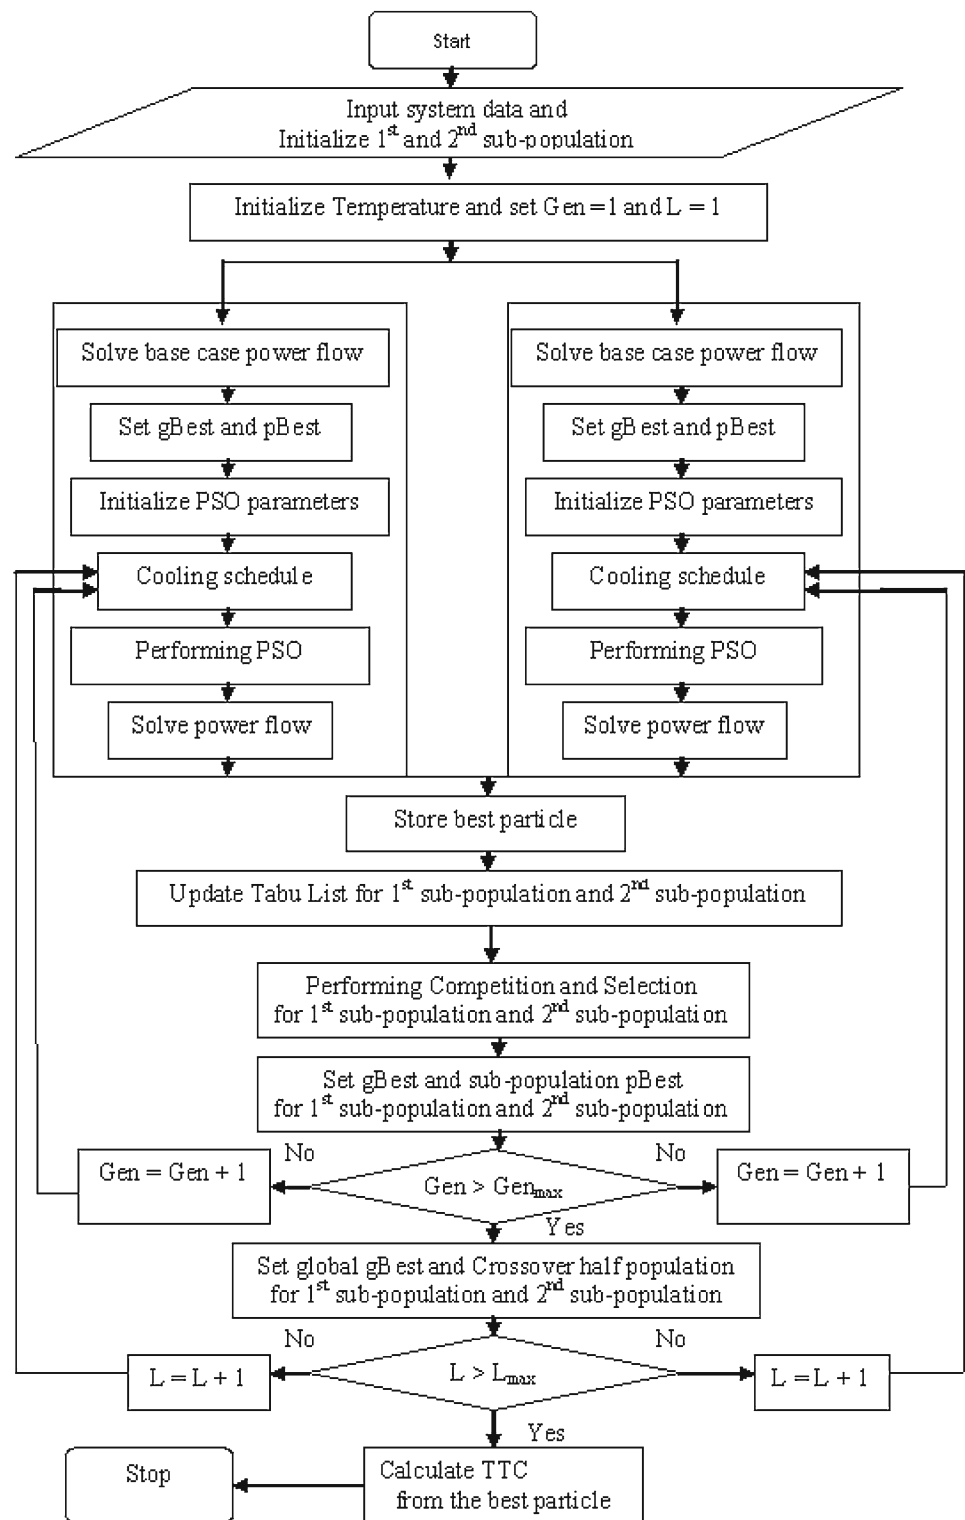 Start
Input system data and
Initialize 1st and 2nd sub-population
Initialize Temperature and set Gen =1 and L = 1
Solve base case power flow
Set gBest and pBest
Initialize PSO parameters
Cooling schedule
Performing PSO
Solve power flow
Solve base case power flow
Set gBest and pBest
Initialize PSO parameters
Cooling schedule
Performing PSO
Solve power flow
Store best particle
Update Tabu List for 1st sub-population and 2nd sub-population
Performing Competition and Selection
for 1st sub-population and 2nd sub-population
Set gBest and sub-population pBest
for 1st sub-population and 2nd sub-population
No
No
Gen = Gen + 1
Gen > Genmax
Gen = Gen + 1
Yes
Set global gBest and Crossover half population
for 1st sub-population and 2nd sub-population
No
No
L = L + 1
L > Lmax
L = L + 1
Yes
Stop
Calculate TTC
from the best particle